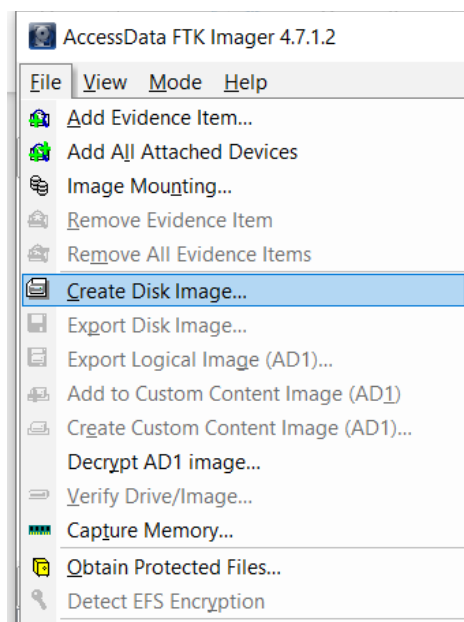 AccessData FTK Imager 4.7.1.2
File View Mode Help
Add Evidence Item...
Add All Attached Devices
Image Mounting...
Remove Evidence Item
Remove All Evidence Items
Create Disk Image...
Export Disk Image...
Export Logical Image (AD1)...
Add to Custom Content Image (AD1)
Create Custom Content Image (AD1)...
Decrypt AD1 image...
Verify Drive/Image...
Capture Memory...
Obtain Protected Files...
Detect EFS Encryption